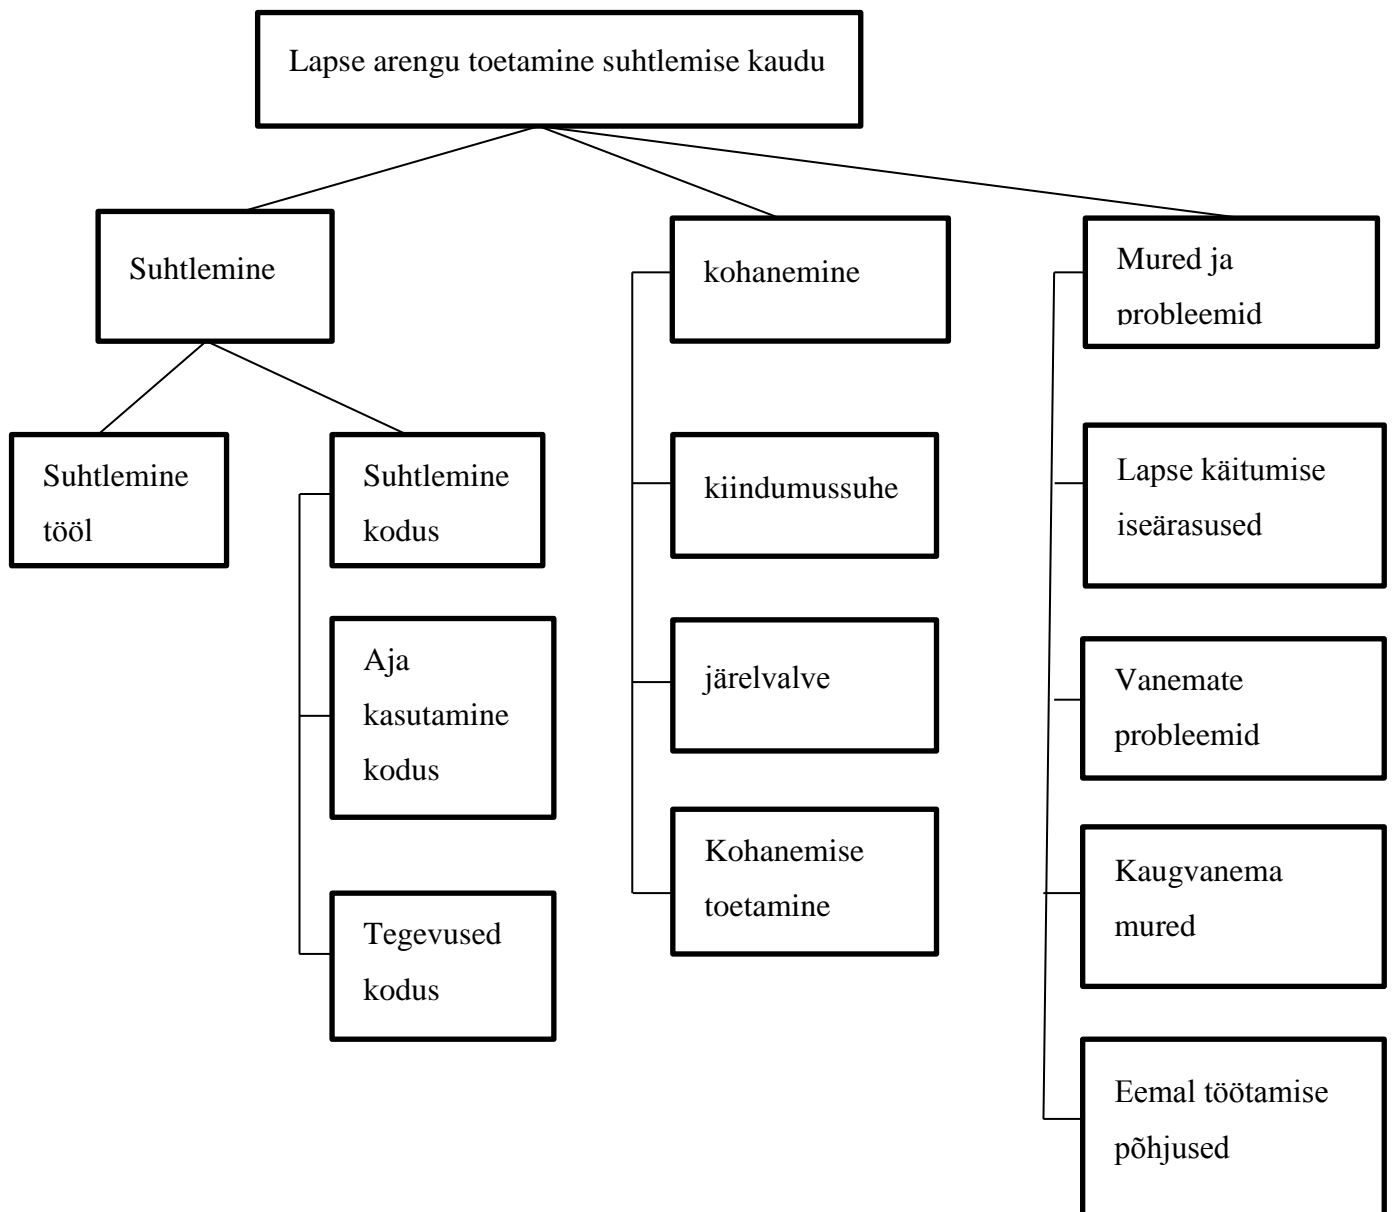 Lapse arengu toetamine suhtlemise kaudu
Suhtlemine
Suhtlemine
tööl
Suhtlemine
kodus
Aja
kasutamine
kodus
Tegevused
kodus
kohanemine
kiindumussuhe
järelvalve
Kohanemise
toetamine
Mured ja
probleemid
Lapse käitumise
iseärasused
Vanemate
probleemid
Kaugvanema
mured
Eemal töötamise
põhjused